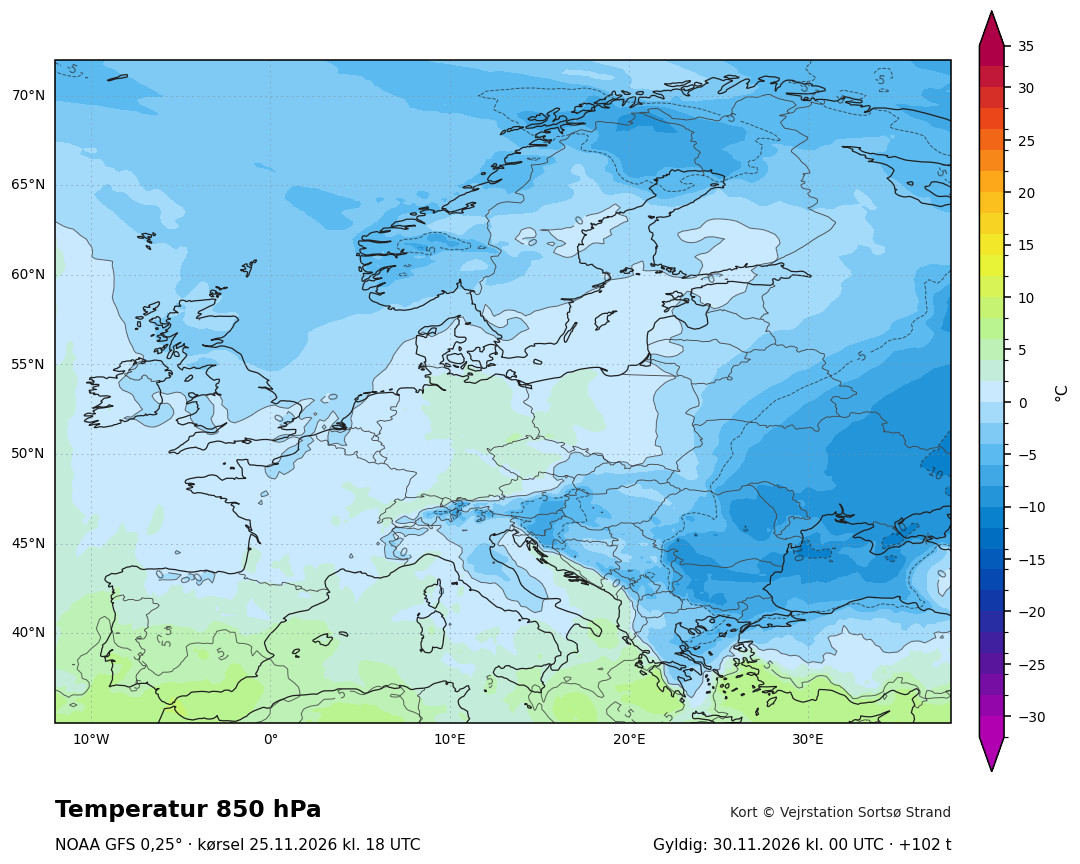 70°N
65°N
60°N
55°N
50°N
45°N
40°N
10°W
0°
10°E
20°E
30°E
35
30
25
20
15
10
5
0
−5
−10
−15
−20
−25
−30
°C
Temperatur 850 hPa
Kort © Vejrstation Sortsø Strand
NOAA GFS 0,25° · kørsel 25.11.2026 kl. 18 UTC
Gyldig: 30.11.2026 kl. 00 UTC · +102 t